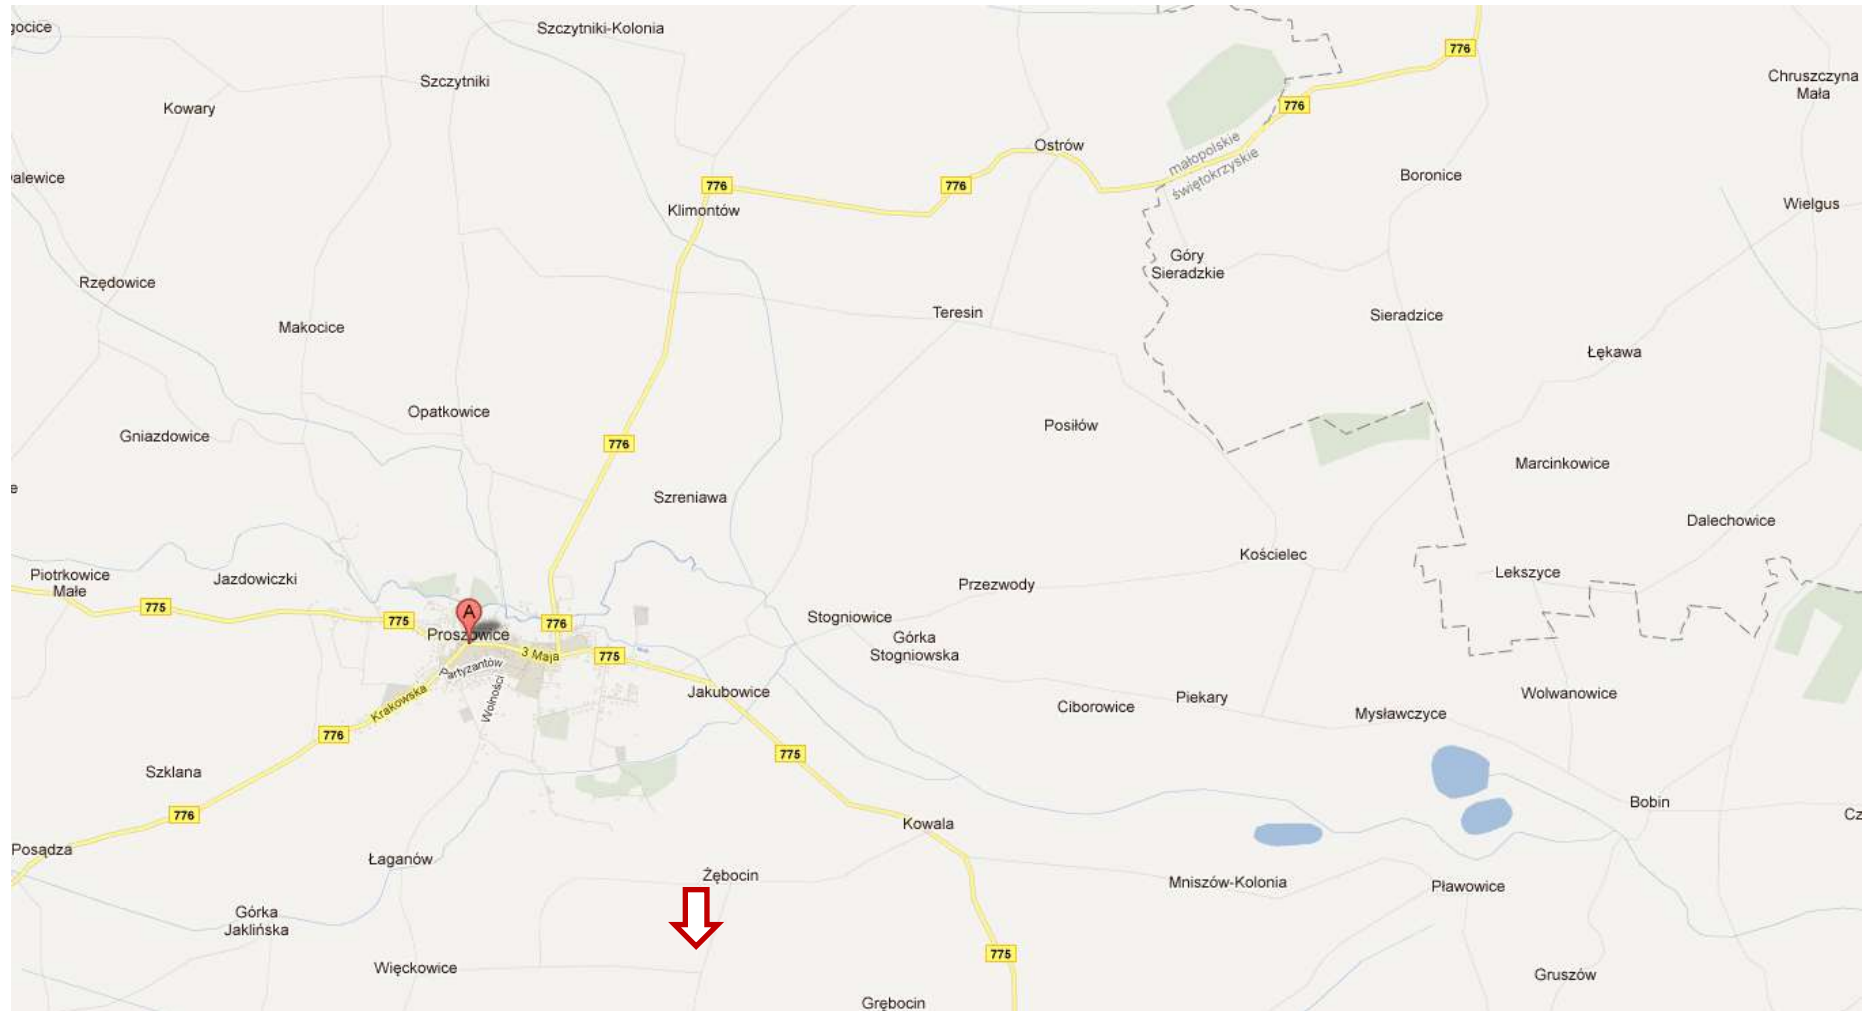 Szczytniki-Kolonia
776
Szczytniki
Chruszczyna
Mała
Kowary
776
Ostrów
małopolskie
świętokrzyskie
Boronice
776
776
Klimontów
Wielgus
Góry
Sieradzkie
Rzędowice
Teresin
Sieradzice
Makocice
Łękawa
Opatkowice
Posiłów
Gniazdowice
776
Marcinkowice
Szreniawa
Dalechowice
Kościelec
Piotrkowice
Małe
Jazdowiczki
Przezwody
Lekszyce
775
A
775
776
Stogniowice
Proszowice
Górka
Stogniowska
3 Maja
775
Partyzantów
Krakowska
Wolności
Jakubowice
Ciborowice
Piekary
Wolwanowice
Mysławczyce
776
775
Szklana
Bobin
776
Kowala
Posądza
Łaganów
Żębocin
Mniszów-Kolonia
Pławowice
Górka
Jaklińska
775
Więckowice
Gruszów
Grębocin